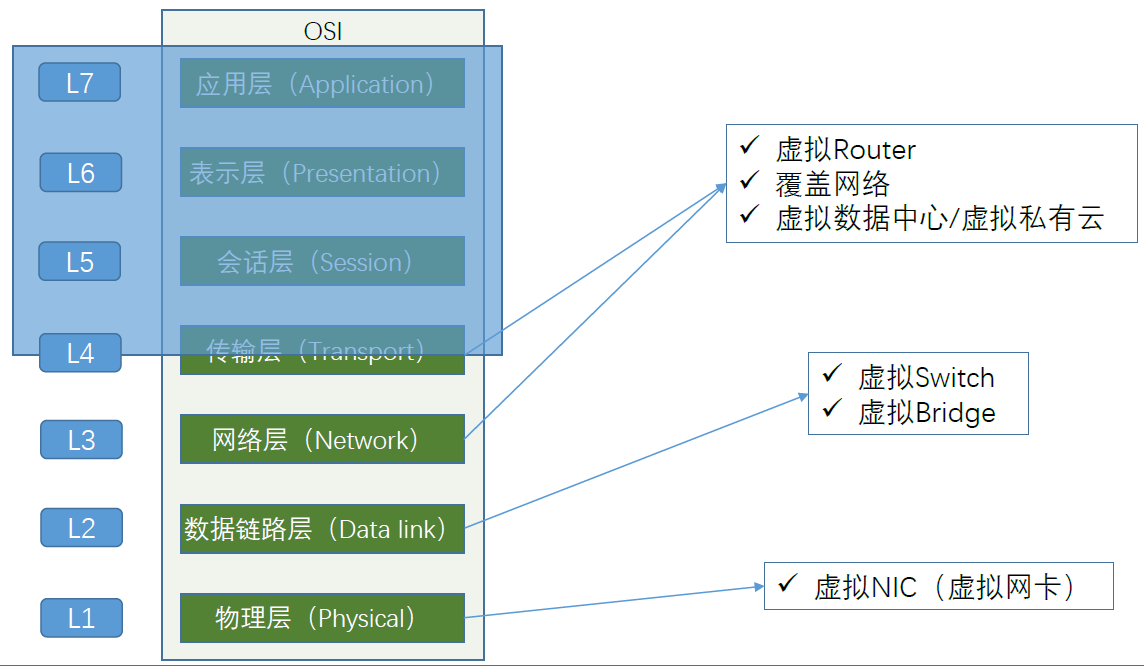 OSI
L7
应用层（Application）
L6
表示层（Presentation）
L5
会话层（Session）
L4
传输层（Transport）
L3
网络层（Network）
L2
数据链路层（Data link）
L1
物理层（Physical）
虚拟Router
覆盖网络
虚拟数据中心/虚拟私有云
虚拟Switch
虚拟Bridge
虚拟NIC（虚拟网卡）